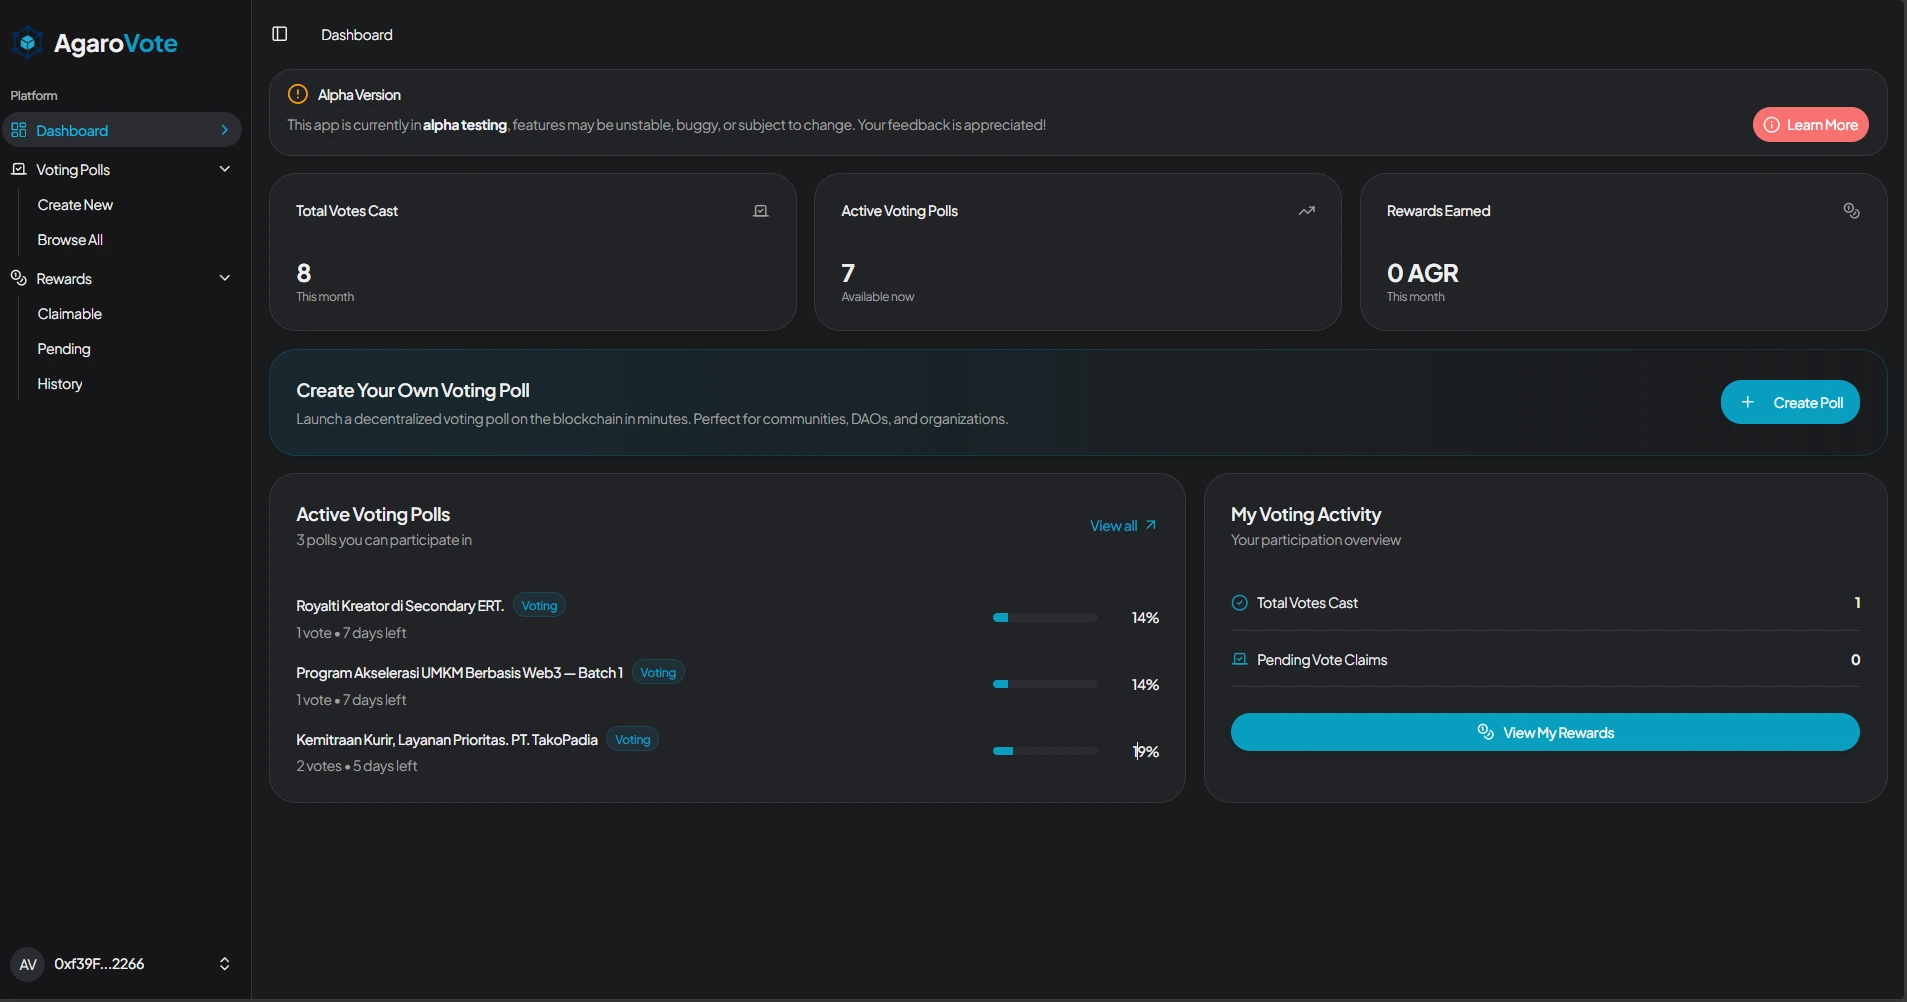 AgaroVote
Platform
Dashboard
Voting Polls
Create New
Browse All
Rewards
Claimable
Pending
History
AV
0xf39F...2266
Dashboard
Alpha Version
This app is currently in alpha testing, features may be unstable, buggy, or subject to change. Your feedback is appreciated!
Learn More
Total Votes Cast
8
This month
Active Voting Polls
7
Available now
Rewards Earned
0 AGR
This month
Create Your Own Voting Poll
Launch a decentralized voting poll on the blockchain in minutes. Perfect for communities, DAOs, and organizations.
Create Poll
Active Voting Polls
3 polls you can participate in
View all
Royalti Kreator di Secondary ERT. Voting
1 vote • 7 days left
14%
Program Akselerasi UMKM Berbasis Web3 — Batch 1 Voting
1 vote • 7 days left
14%
Kemitraan Kurir, Layanan Prioritas. PT. TakoPadia Voting
2 votes • 5 days left
19%
My Voting Activity
Your participation overview
Total Votes Cast 1
Pending Vote Claims 0
View My Rewards